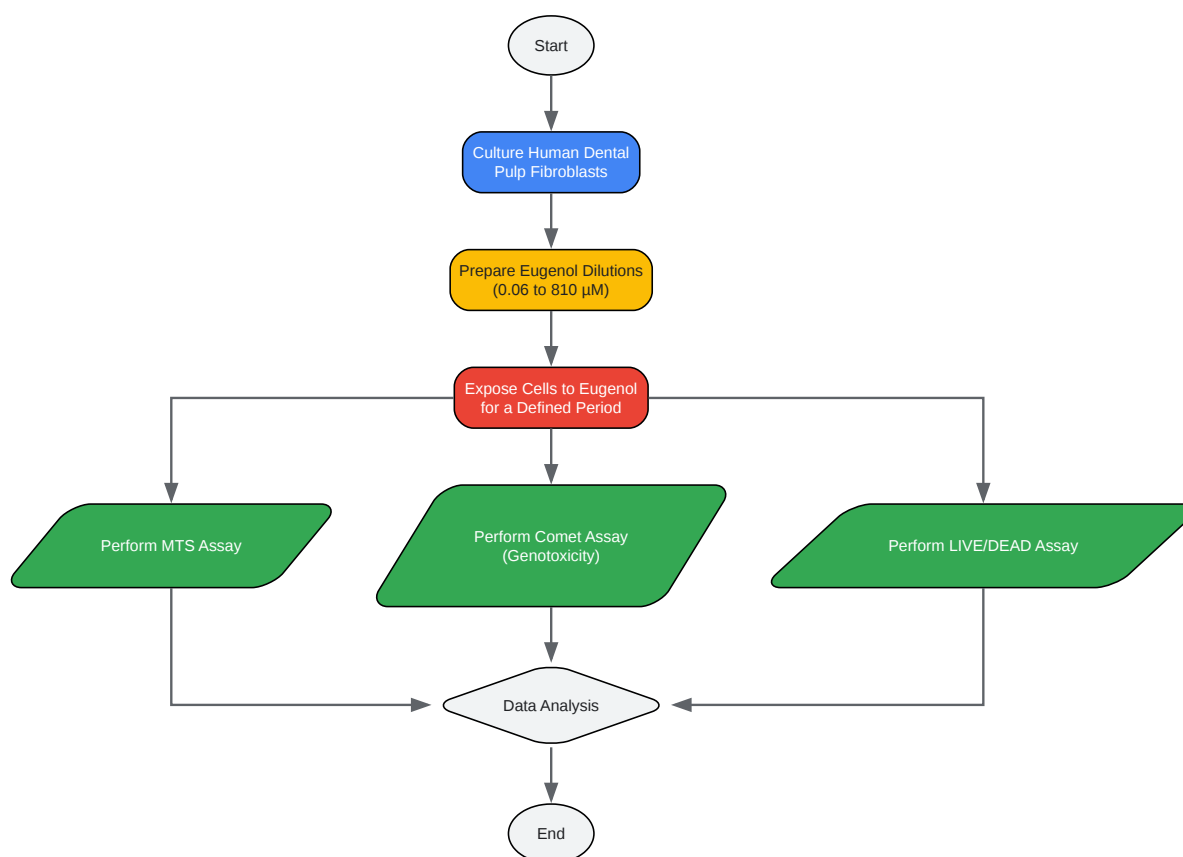 Start
Culture Human Dental
Pulp Fibroblasts
Prepare Eugenol Dilutions
(0.06 to 810 µM)
Expose Cells to Eugenol
for a Defined Period
Perform MTS Assay
Perform Comet Assay
(Genotoxicity)
Perform LIVE/DEAD Assay
Data Analysis
End